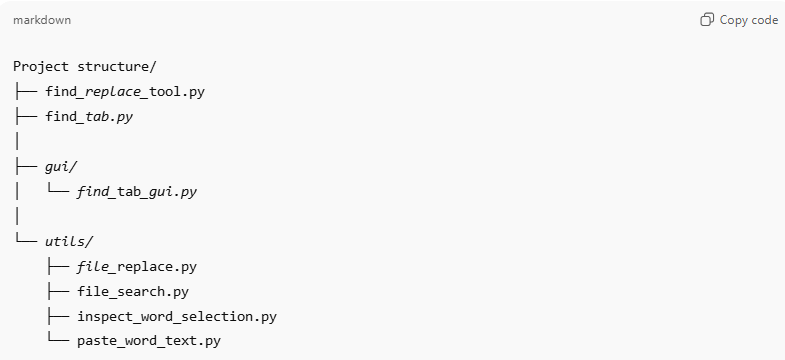 markdown Copy code
Project structure/
├── find_replace_tool.py
├── find_tab.py
│
├── gui/
│   └── find_tab_gui.py
│
└── utils/
    ├── file_replace.py
    ├── file_search.py
    ├── inspect_word_selection.py
    └── paste_word_text.py